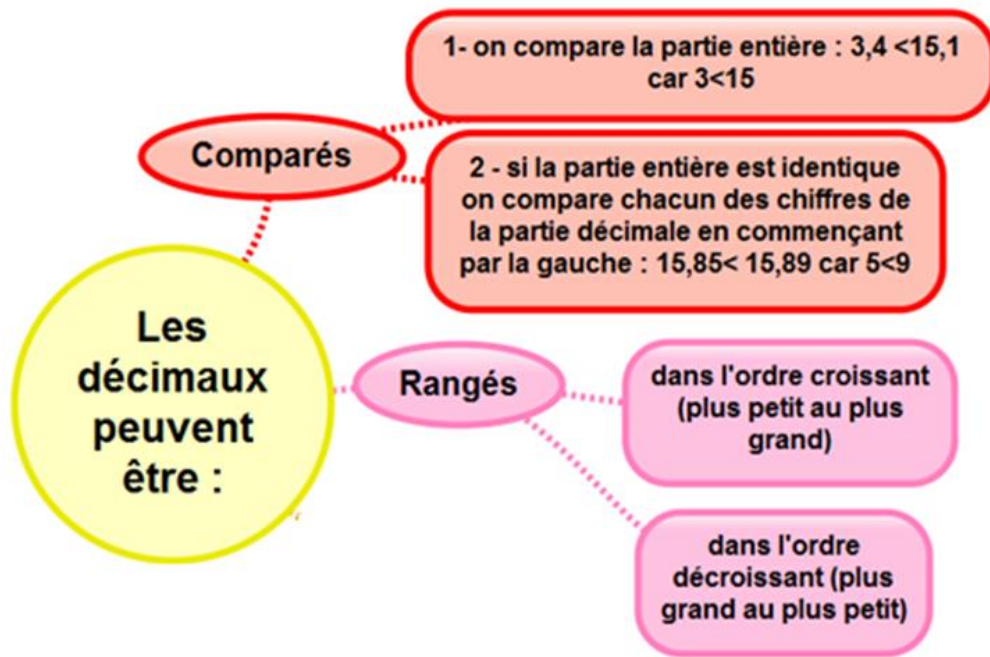 1- on compare la partie entière : 3,4 <15,1
car 3<15
Comparés
2 - si la partie entière est identique
on compare chacun des chiffres de
la partie décimale en commençant
par la gauche : 15,85< 15,89 car 5<9
Les
décimaux
peuvent
être :
Rangés
dans l'ordre croissant
(plus petit au plus
grand)
dans l'ordre
décroissant (plus
grand au plus petit)